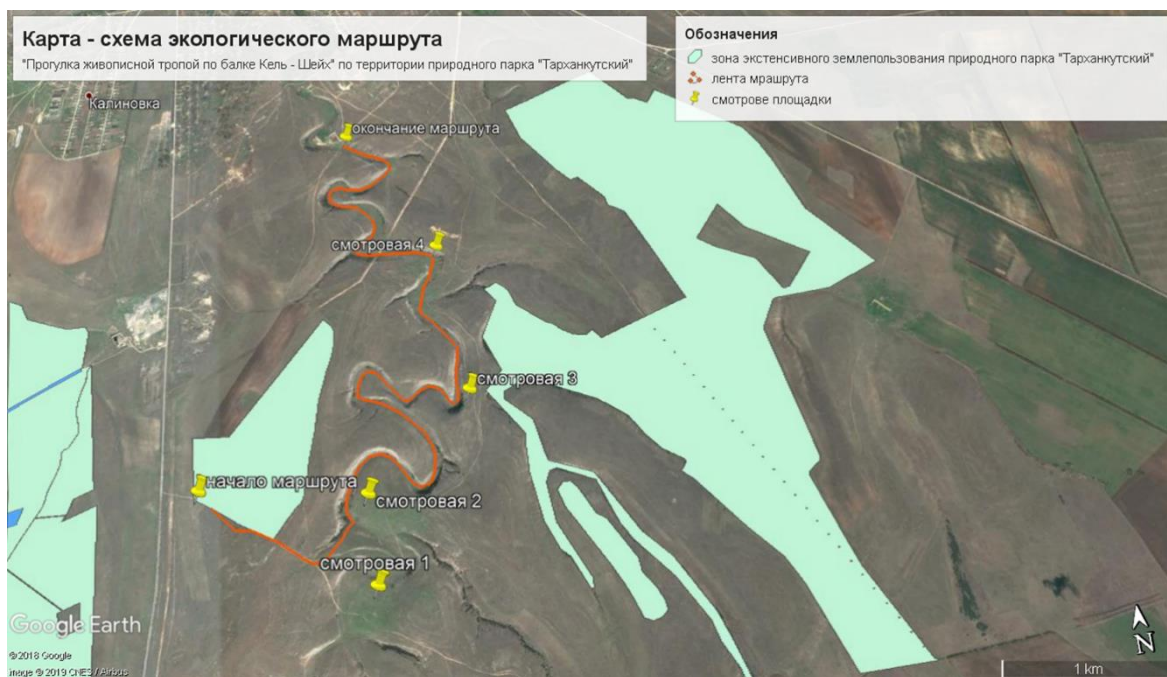 Карта - схема экологического маршрута
"Прогулка живописной тропой по балке Кель - Шейх" по территории природного парка "Тарханкутский"
Обозначения
зона экстенсивного землепользования природного парка "Тарханкутский"
лента мрашрута
смотрове площадки
Калиновка
окончание маршрута
смотровая 4
смотровая 3
начало маршрута
смотровая 2
смотровая 1
Google Earth
©2018 Google
Image © 2019 CNES / Airbus
N
1 km